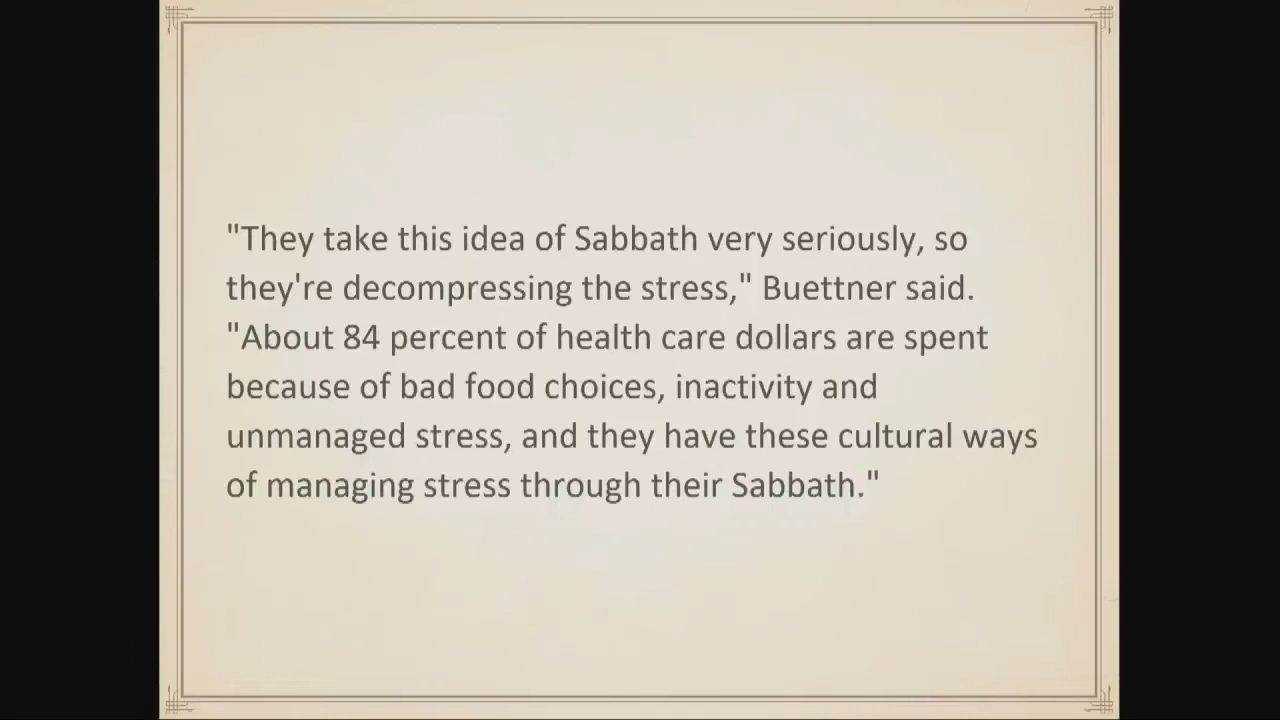 "They take this idea of Sabbath very seriously, so
they're decompressing the stress," Buettner said.
"About 84 percent of health care dollars are spent
because of bad food choices, inactivity and
unmanaged stress, and they have these cultural ways
of managing stress through their Sabbath."